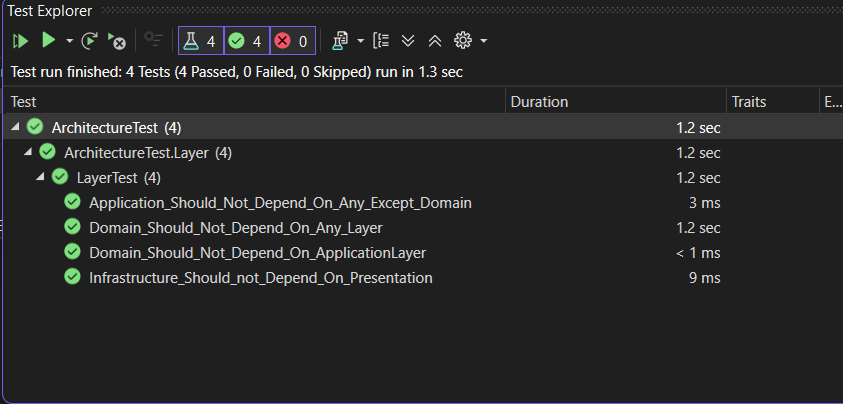 Test Explorer
4 4 0
Test run finished: 4 Tests (4 Passed, 0 Failed, 0 Skipped) run in 1.3 sec
Test Duration Traits E...
ArchitectureTest (4) 1.2 sec
ArchitectureTest.Layer (4) 1.2 sec
LayerTest (4) 1.2 sec
Application_Should_Not_Depend_On_Any_Except_Domain 3 ms
Domain_Should_Not_Depend_On_Any_Layer 1.2 sec
Domain_Should_Not_Depend_On_ApplicationLayer < 1 ms
Infrastructure_Should_not_Depend_On_Presentation 9 ms